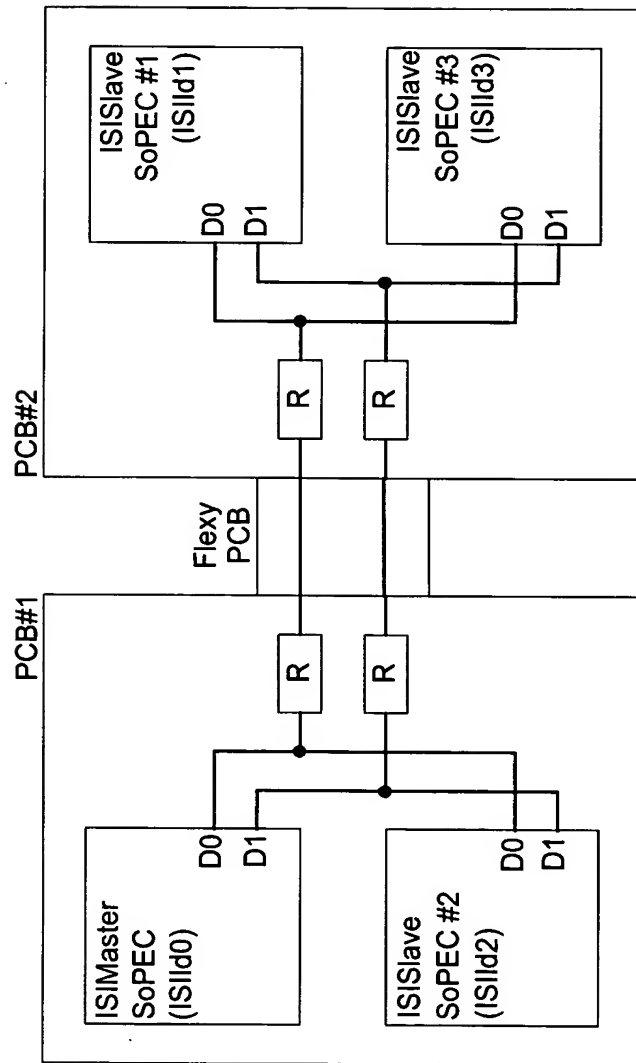 PCB#1
ISIMaster
SoPEC
(ISIId0)
D0
D1
ISISlave
SoPEC #2
(ISIId2)
D0
D1
R
R
Flexy
PCB
PCB#2
R
R
ISISlave
SoPEC #1
(ISIId1)
D0
D1
ISISlave
SoPEC #3
(ISIId3)
D0
D1